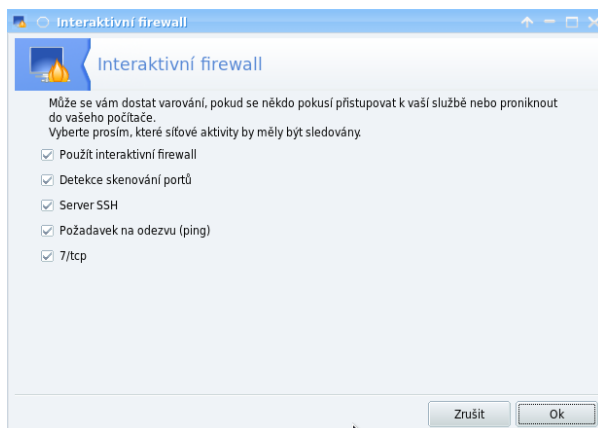 Interaktivní firewall
Interaktivní firewall
Může se vám dostat varování, pokud se někdo pokusí přistupovat k vaší službě nebo proniknout
do vašeho počítače.
Vyberte prosím, které síťové aktivity by měly být sledovány.
Použít interaktivní firewall
Detekce skenování portů
Server SSH
Požadavek na odezvu (ping)
7/tcp
Zrušit
Ok